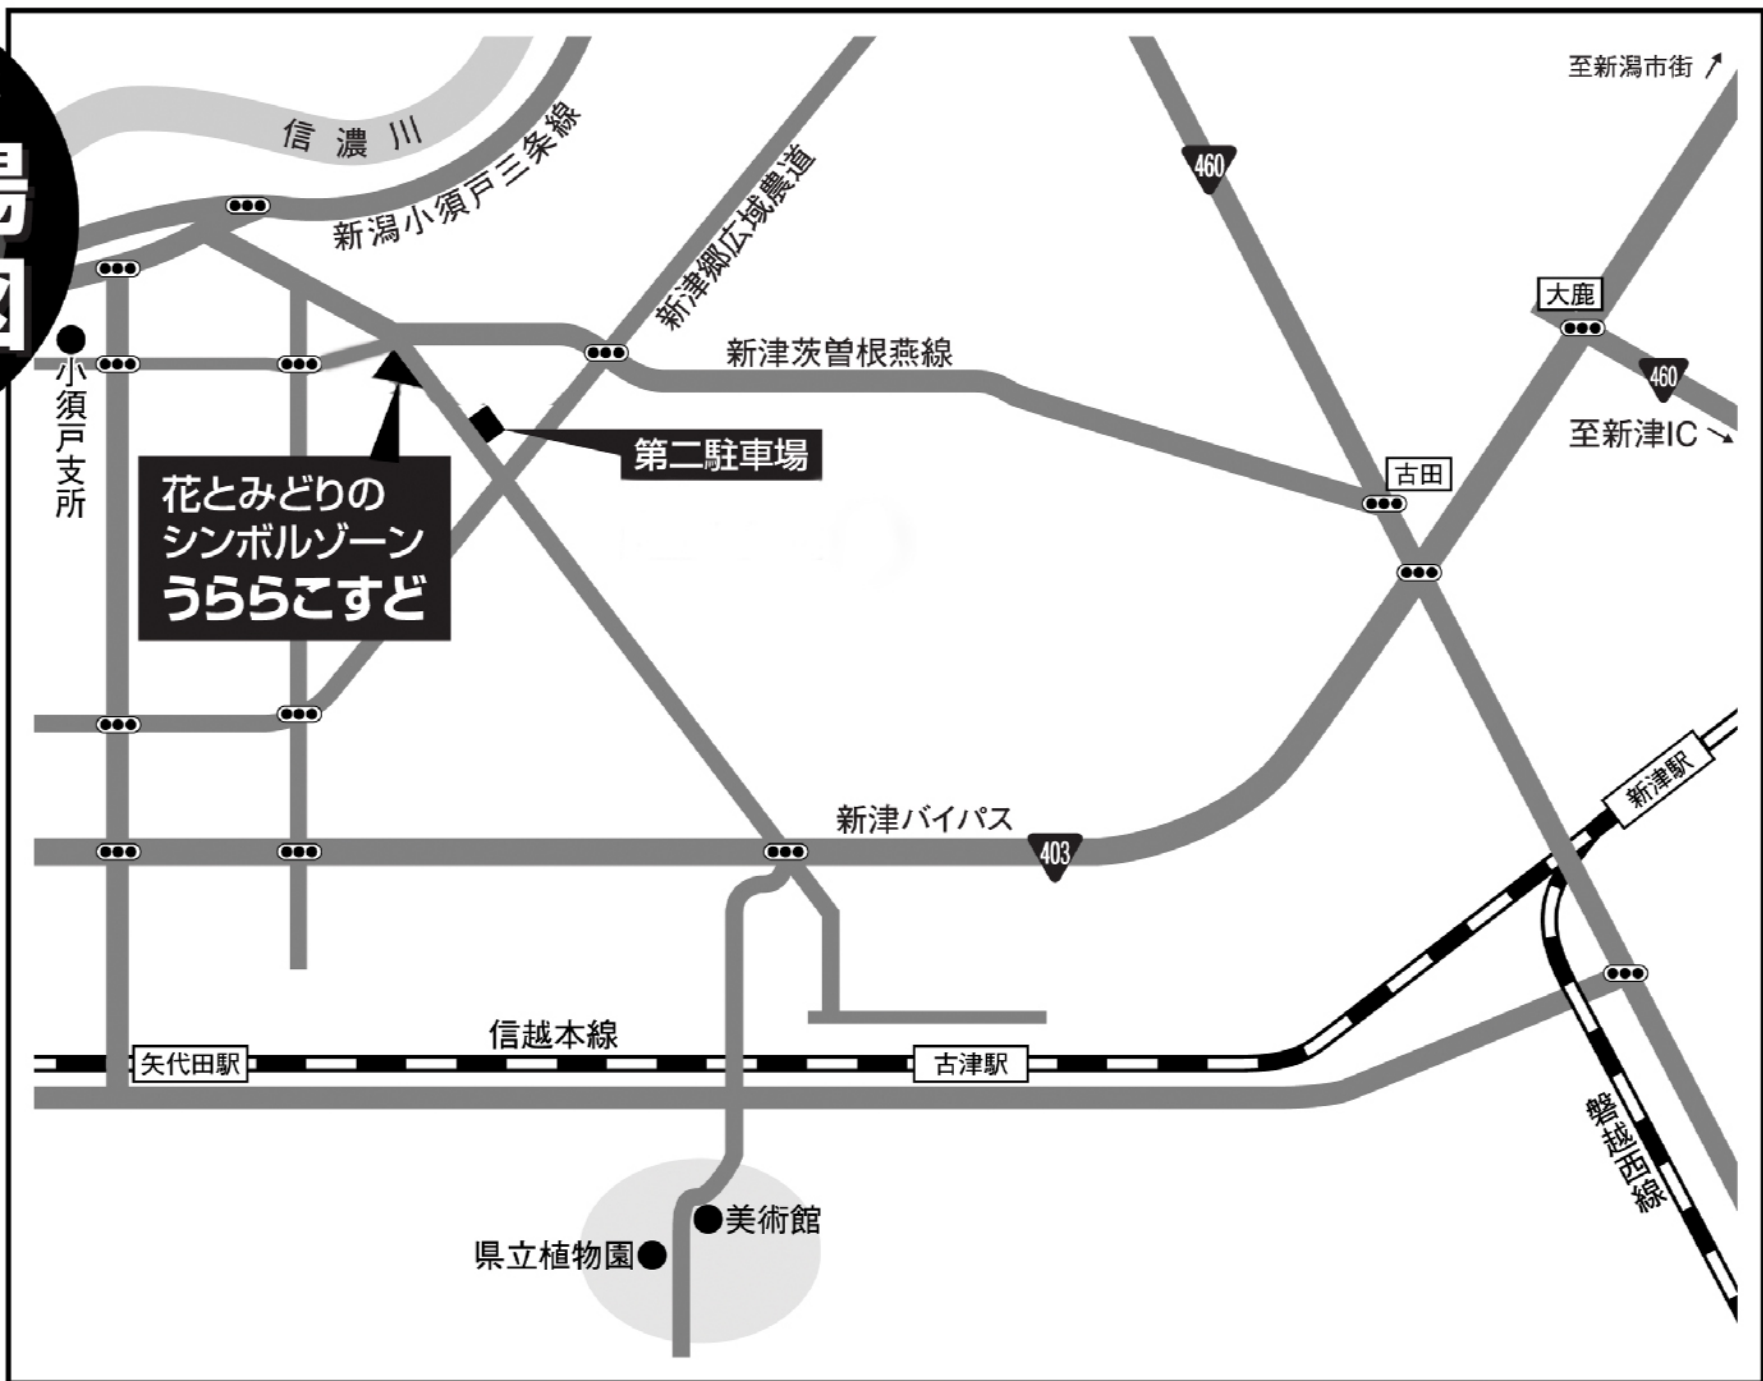 場
図
至新潟市街
信濃川
新潟小須戸三条線
新津郷広域農道
460
大鹿
460
至新津IC
小須戸支所
新津茨曽根燕線
古田
第二駐車場
花とみどりの
シンボルゾーン
うららこすど
新津バイパス
403
新津駅
信越本線
矢代田駅
古津駅
磐越西線
美術館
県立植物園